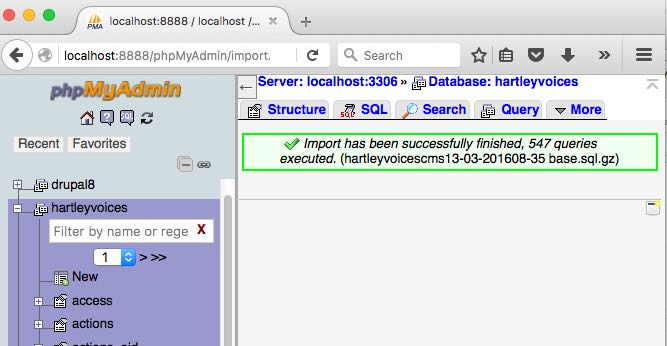 localhost:8888 / localhost /...
PMA
localhost:8888/phpMyAdmin/import.
Search
phpMyAdmin
Server: localhost:3306 » Database: hartleyvoices
Structure SQL Search Query More
Recent Favorites
Import has been successfully finished, 547 queries
executed. (hartleyvoicescms13-03-201608-35 base.sql.gz)
drupal8
hartleyvoices
Filter by name or rege X
1 > >>
New
access
actions
actions_aid